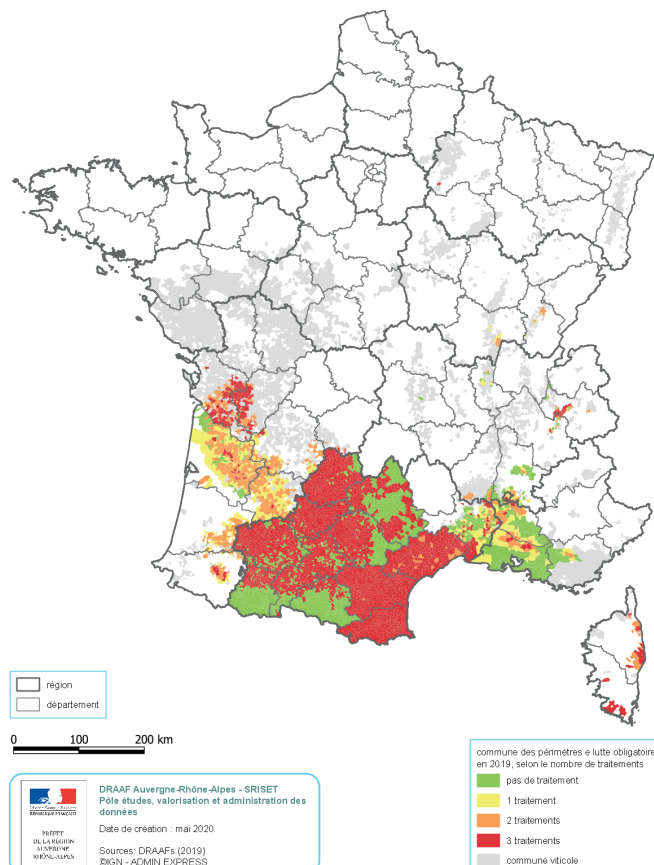 région
département
0 100 200 km
DRAAF Auvergne-Rhône-Alpes - SRISET
Pôle études, valorisation et administration des
données
Date de création : mai 2020
Sources: DRAAFs (2019)
©IGN - ADMIN EXPRESS
RÉPUBLIQUE FRANÇAISE
PRÉFET
DE LA RÉGION
AUVERGNE
RHÔNE-ALPES
commune des périmètres e lutte obligatoire
en 2019, selon le nombre de traitements
pas de traitement
1 traitement
2 traitements
3 traitements
commune viticole